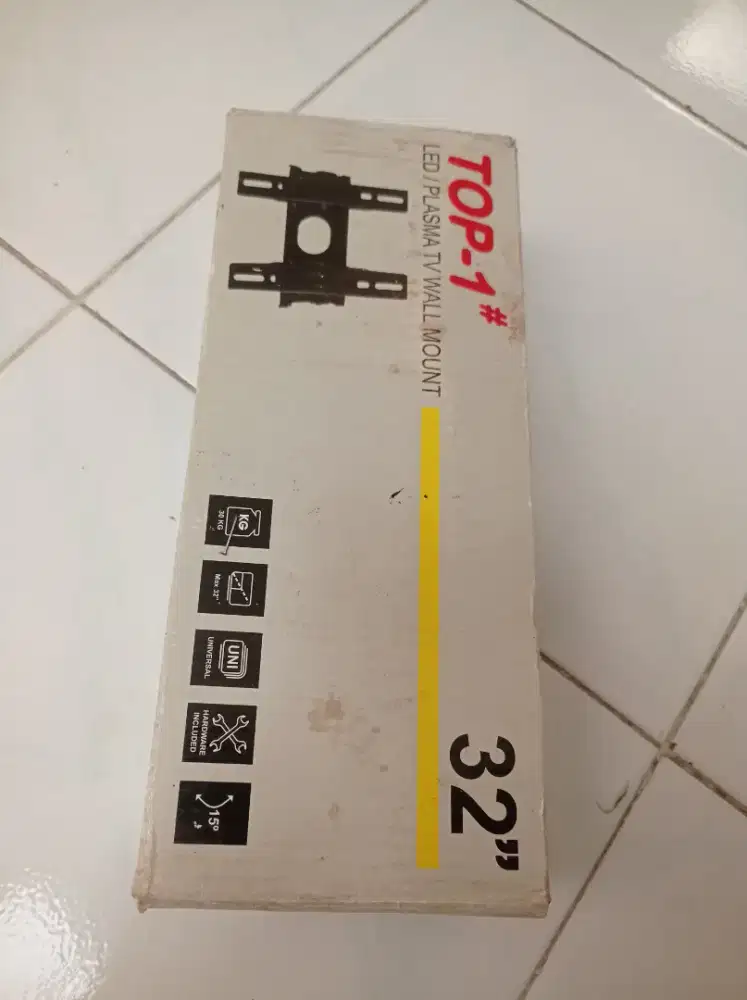 TOP-1#
LED / PLASMA TV WALL MOUNT
32”
KG
30 KG
Max 32"
UNI
UNIVERSAL
HARDWARE
INCLUDED
15°